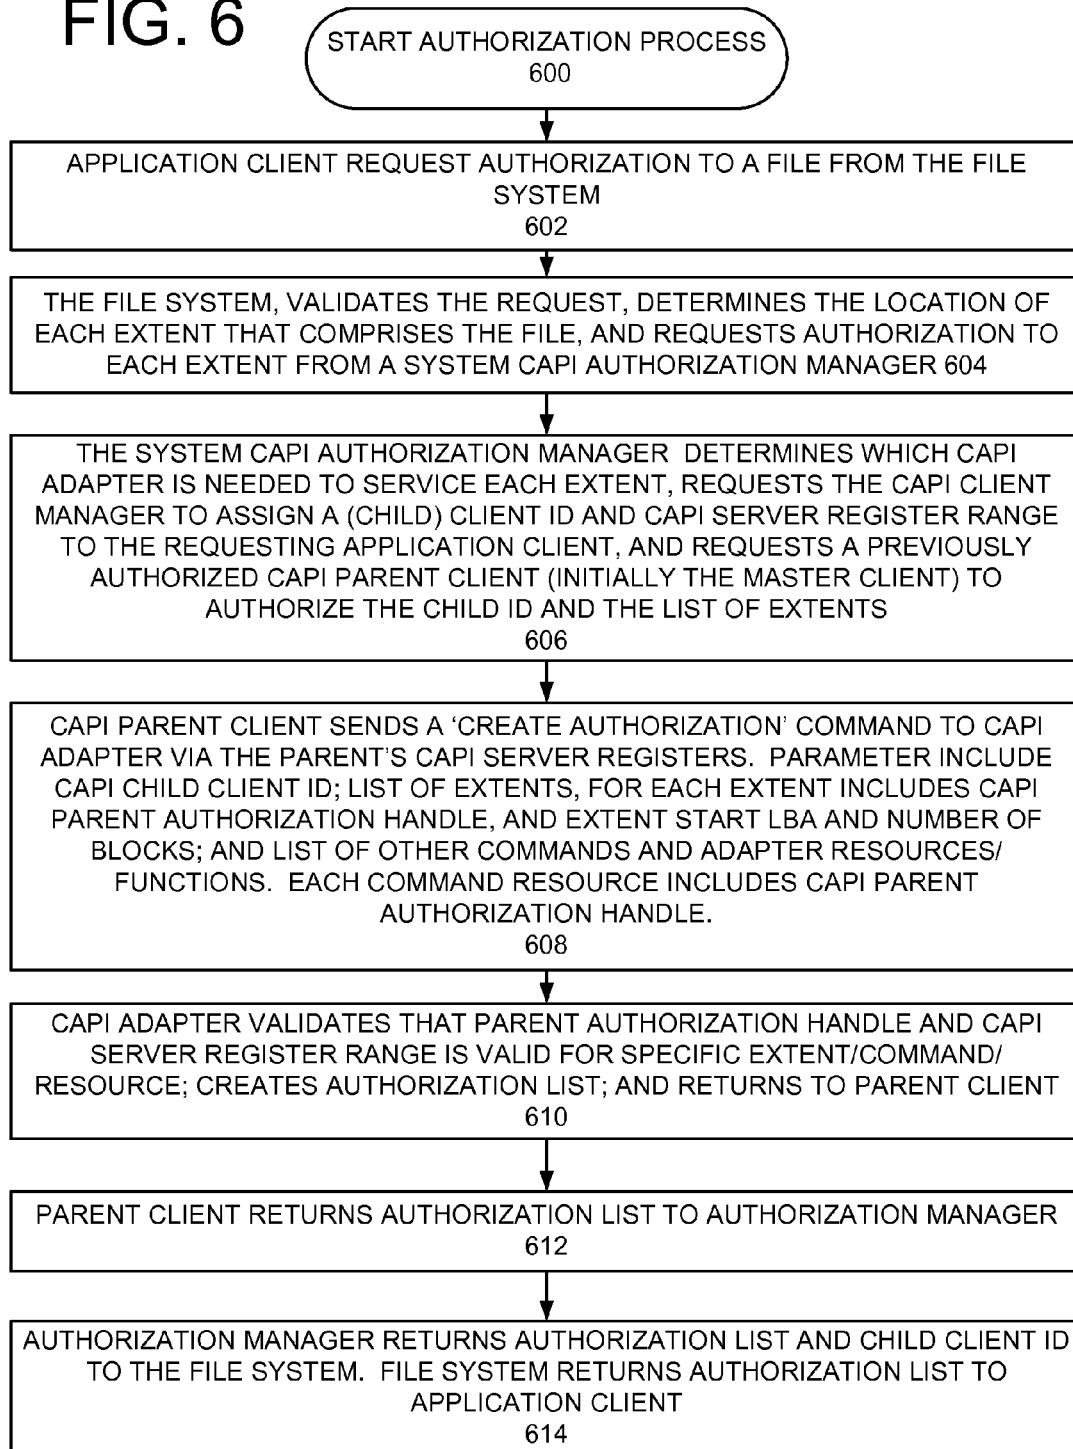 FIG. 6
START AUTHORIZATION PROCESS
600
APPLICATION CLIENT REQUEST AUTHORIZATION TO A FILE FROM THE FILE
SYSTEM
602
THE FILE SYSTEM, VALIDATES THE REQUEST, DETERMINES THE LOCATION OF
EACH EXTENT THAT COMPRISES THE FILE, AND REQUESTS AUTHORIZATION TO
EACH EXTENT FROM A SYSTEM CAPI AUTHORIZATION MANAGER 604
THE SYSTEM CAPI AUTHORIZATION MANAGER DETERMINES WHICH CAPI
ADAPTER IS NEEDED TO SERVICE EACH EXTENT, REQUESTS THE CAPI CLIENT
MANAGER TO ASSIGN A (CHILD) CLIENT ID AND CAPI SERVER REGISTER RANGE
TO THE REQUESTING APPLICATION CLIENT, AND REQUESTS A PREVIOUSLY
AUTHORIZED CAPI PARENT CLIENT (INITIALLY THE MASTER CLIENT) TO
AUTHORIZE THE CHILD ID AND THE LIST OF EXTENTS
606
CAPI PARENT CLIENT SENDS A ‘CREATE AUTHORIZATION’ COMMAND TO CAPI
ADAPTER VIA THE PARENT'S CAPI SERVER REGISTERS. PARAMETER INCLUDE
CAPI CHILD CLIENT ID; LIST OF EXTENTS, FOR EACH EXTENT INCLUDES CAPI
PARENT AUTHORIZATION HANDLE, AND EXTENT START LBA AND NUMBER OF
BLOCKS; AND LIST OF OTHER COMMANDS AND ADAPTER RESOURCES/
FUNCTIONS. EACH COMMAND RESOURCE INCLUDES CAPI PARENT
AUTHORIZATION HANDLE.
608
CAPI ADAPTER VALIDATES THAT PARENT AUTHORIZATION HANDLE AND CAPI
SERVER REGISTER RANGE IS VALID FOR SPECIFIC EXTENT/COMMAND/
RESOURCE; CREATES AUTHORIZATION LIST; AND RETURNS TO PARENT CLIENT
610
PARENT CLIENT RETURNS AUTHORIZATION LIST TO AUTHORIZATION MANAGER
612
AUTHORIZATION MANAGER RETURNS AUTHORIZATION LIST AND CHILD CLIENT ID
TO THE FILE SYSTEM. FILE SYSTEM RETURNS AUTHORIZATION LIST TO
APPLICATION CLIENT
614